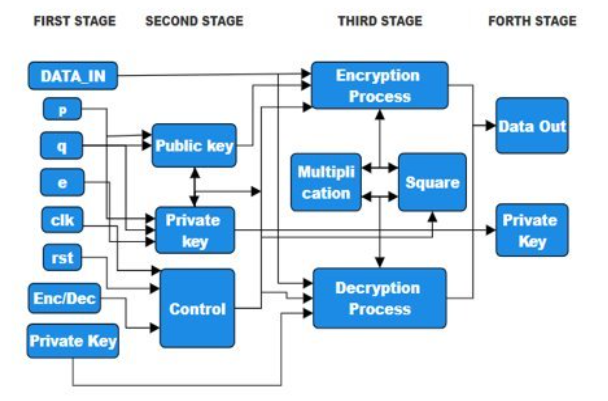 FIRST STAGE
SECOND STAGE
THIRD STAGE
FORTH STAGE
DATA_IN
p
q
e
clk
rst
Enc/Dec
Private Key
Public key
Private
key
Control
Encryption
Process
Multipli
cation
Square
Decryption
Process
Data Out
Private
Key